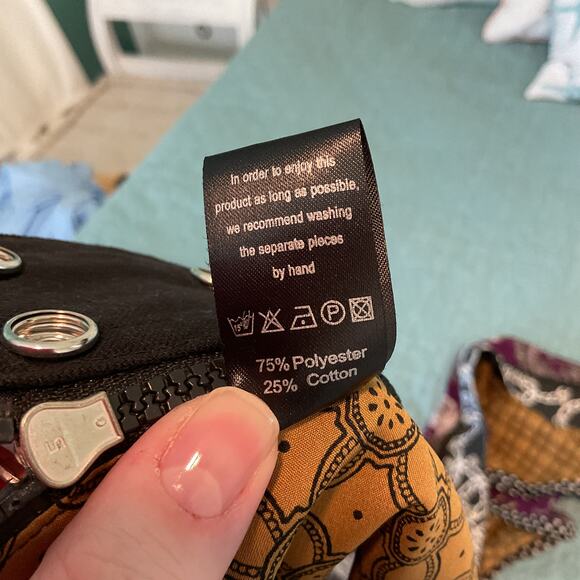 In order to enjoy this
product as long as possible,
we recommend washing
the separate pieces
by hand
P
75% Polyester
25% Cotton